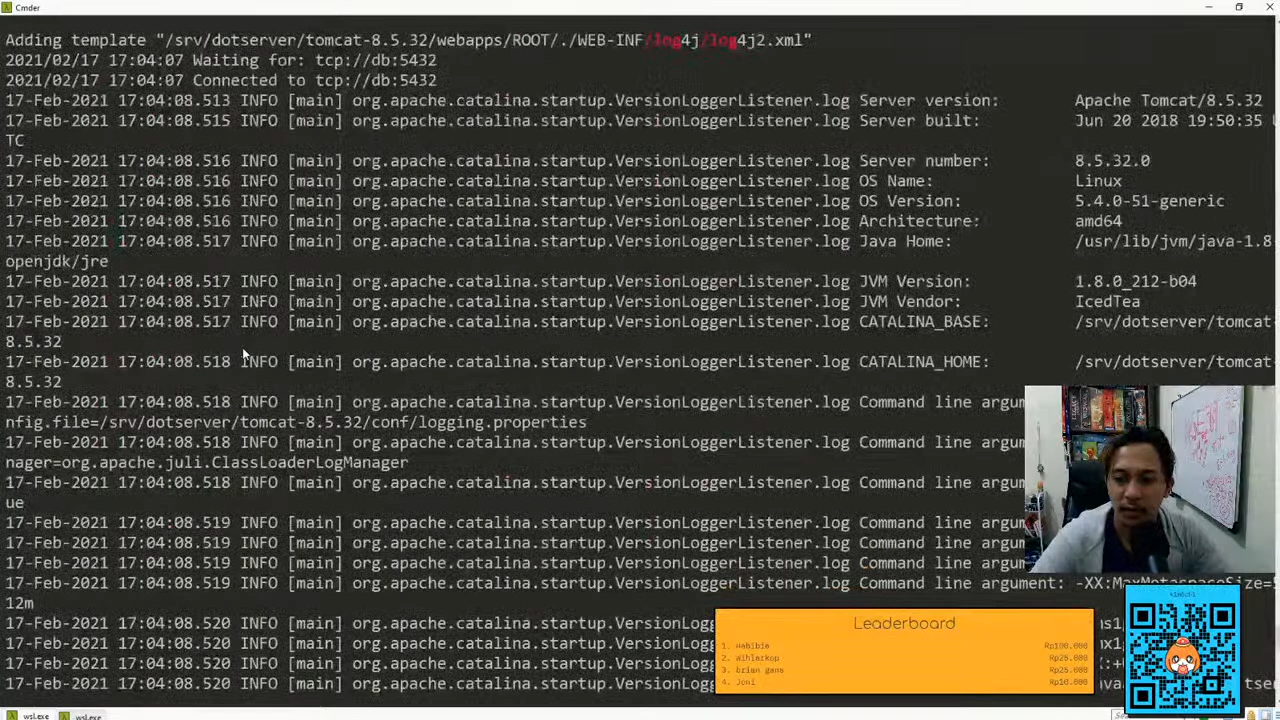 Cmder
Adding template "/srv/dotserver/tomcat-8.5.32/webapps/ROOT/./WEB-INF/log4j/log4j2.xml"
2021/02/17 17:04:07 Waiting for: tcp://db:5432
2021/02/17 17:04:07 Connected to tcp://db:5432
17-Feb-2021 17:04:08.513 INFO [main] org.apache.catalina.startup.VersionLoggerListener.log Server version: Apache Tomcat/8.5.32
17-Feb-2021 17:04:08.515 INFO [main] org.apache.catalina.startup.VersionLoggerListener.log Server built: Jun 20 2018 19:50:35
TC
17-Feb-2021 17:04:08.516 INFO [main] org.apache.catalina.startup.VersionLoggerListener.log Server number: 8.5.32.0
17-Feb-2021 17:04:08.516 INFO [main] org.apache.catalina.startup.VersionLoggerListener.log OS Name: Linux
17-Feb-2021 17:04:08.516 INFO [main] org.apache.catalina.startup.VersionLoggerListener.log OS Version: 5.4.0-51-generic
17-Feb-2021 17:04:08.516 INFO [main] org.apache.catalina.startup.VersionLoggerListener.log Architecture: amd64
17-Feb-2021 17:04:08.517 INFO [main] org.apache.catalina.startup.VersionLoggerListener.log Java Home: /usr/lib/jvm/java-1.8
openjdk/jre
17-Feb-2021 17:04:08.517 INFO [main] org.apache.catalina.startup.VersionLoggerListener.log JVM Version: 1.8.0_212-b04
17-Feb-2021 17:04:08.517 INFO [main] org.apache.catalina.startup.VersionLoggerListener.log JVM Vendor: IcedTea
17-Feb-2021 17:04:08.517 INFO [main] org.apache.catalina.startup.VersionLoggerListener.log CATALINA_BASE: /srv/dotserver/tomcat
8.5.32
17-Feb-2021 17:04:08.518 INFO [main] org.apache.catalina.startup.VersionLoggerListener.log CATALINA_HOME: /srv/dotserver/tomcat
8.5.32
17-Feb-2021 17:04:08.518 INFO [main] org.apache.catalina.startup.VersionLoggerListener.log Command line argum
nfig.file=/srv/dotserver/tomcat-8.5.32/conf/logging.properties
17-Feb-2021 17:04:08.518 INFO [main] org.apache.catalina.startup.VersionLoggerListener.log Command line argum
nager=org.apache.juli.ClassLoaderLogManager
17-Feb-2021 17:04:08.518 INFO [main] org.apache.catalina.startup.VersionLoggerListener.log Command line argum
ue
17-Feb-2021 17:04:08.519 INFO [main] org.apache.catalina.startup.VersionLoggerListener.log Command line argum
17-Feb-2021 17:04:08.519 INFO [main] org.apache.catalina.startup.VersionLoggerListener.log Command line argum
17-Feb-2021 17:04:08.519 INFO [main] org.apache.catalina.startup.VersionLoggerListener.log Command line argum
17-Feb-2021 17:04:08.519 INFO [main] org.apache.catalina.startup.VersionLoggerListener.log Command line argument: -XX:MaxMetaspaceSize=
12m
17-Feb-2021 17:04:08.520 INFO [main] org.apache.catalina.startup.VersionLogg
17-Feb-2021 17:04:08.520 INFO [main] org.apache.catalina.startup.VersionLogg
17-Feb-2021 17:04:08.520 INFO [main] org.apache.catalina.startup.VersionLogg
17-Feb-2021 17:04:08.520 INFO [main] org.apache.catalina.startup.VersionLogg
Leaderboard
1. Rp100.000
2. Rp25.000
3. Rp25.000
4. Joni Rp10.000
wsl.exe
wsl.exe